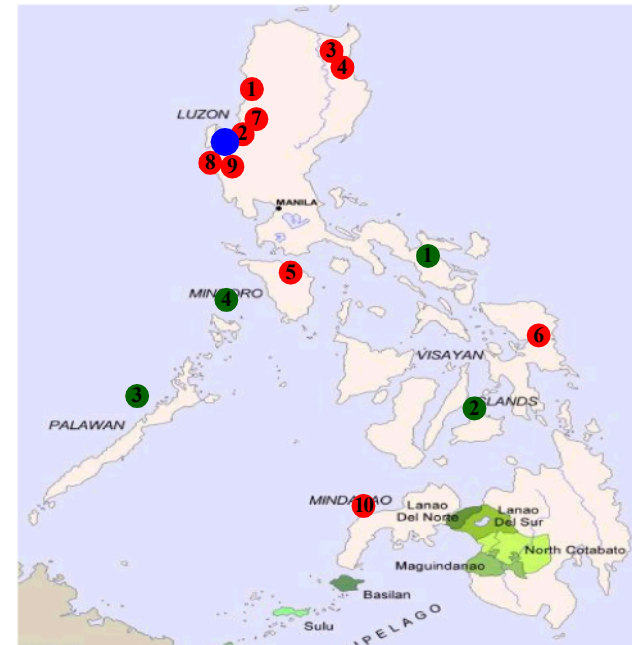 3
4
1
LUZON
7
2
8
9
MANILA
1
5
MINDORO
4
6
VISAYAN
3
ISLANDS
2
PALAWAN
MINDANAO
10
Lanao
Del Norte
Lanao
Del Sur
North Cotabato
Maguindanao
Basilan
Sulu
IPELAGO